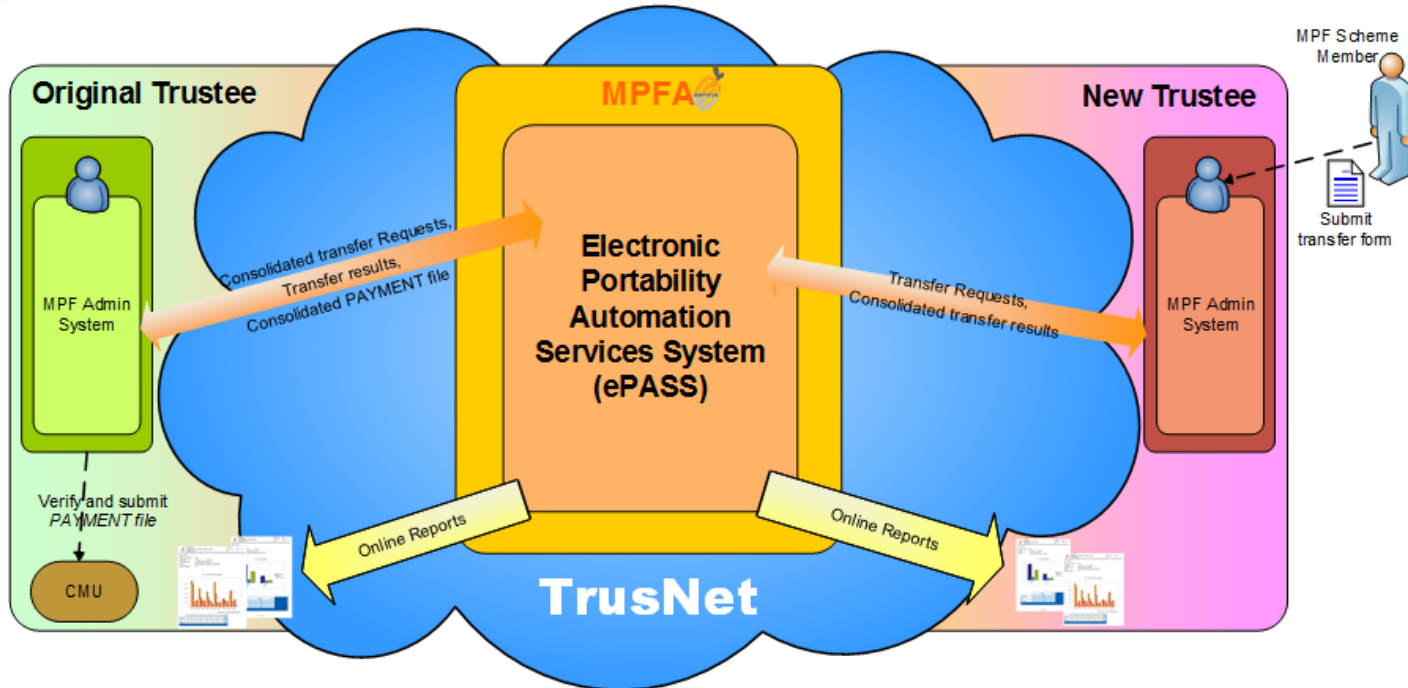 MPF Scheme
Member
Original Trustee
MPFA
New Trustee
Submit
transfer form
MPF Admin
System
Consolidated transfer Requests,
Transfer results,
Consolidated PAYMENT file
Electronic
Portability
Automation
Services System
(ePASS)
Transfer Requests,
Consolidated transfer results
MPF Admin
System
Verify and submit
PAYMENT file
CMU
Online Reports
Online Reports
TrusNet